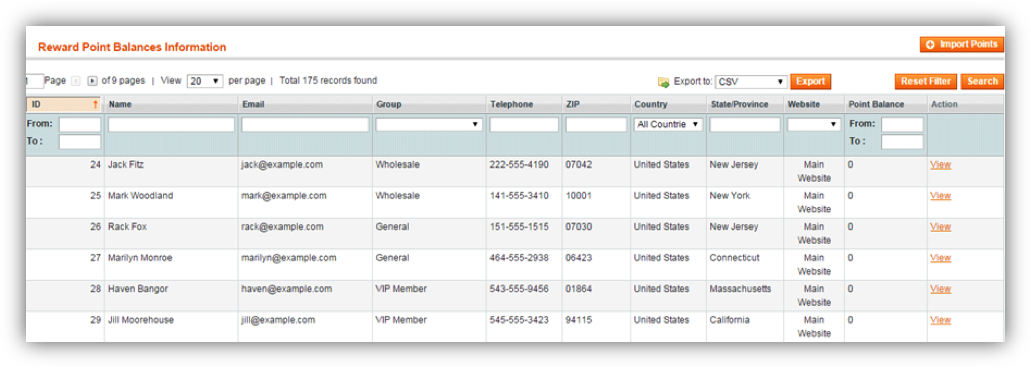 Reward Point Balances Information
Import Points
1 Page of 9 pages | View 20 per page | Total 175 records found Export to: CSV Export Reset Filter Search
ID Name Email Group Telephone ZIP Country State/Province Website Point Balance Action
From: All Countrie From:
To : To :
24 Jack Fitz jack@example.com Wholesale 222-555-4190 07042 United States New Jersey Main Website 0 View
25 Mark Woodland mark@example.com Wholesale 141-555-3410 10001 United States New York Main Website 0 View
26 Rack Fox rack@example.com General 151-555-1515 07030 United States New Jersey Main Website 0 View
27 Marilyn Monroe marilyn@example.com General 464-555-2938 06423 United States Connecticut Main Website 0 View
28 Haven Bangor haven@example.com VIP Member 543-555-9456 01864 United States Massachusetts Main Website 0 View
29 Jill Moorehouse jill@example.com VIP Member 545-555-3423 94115 United States California Main Website 0 View